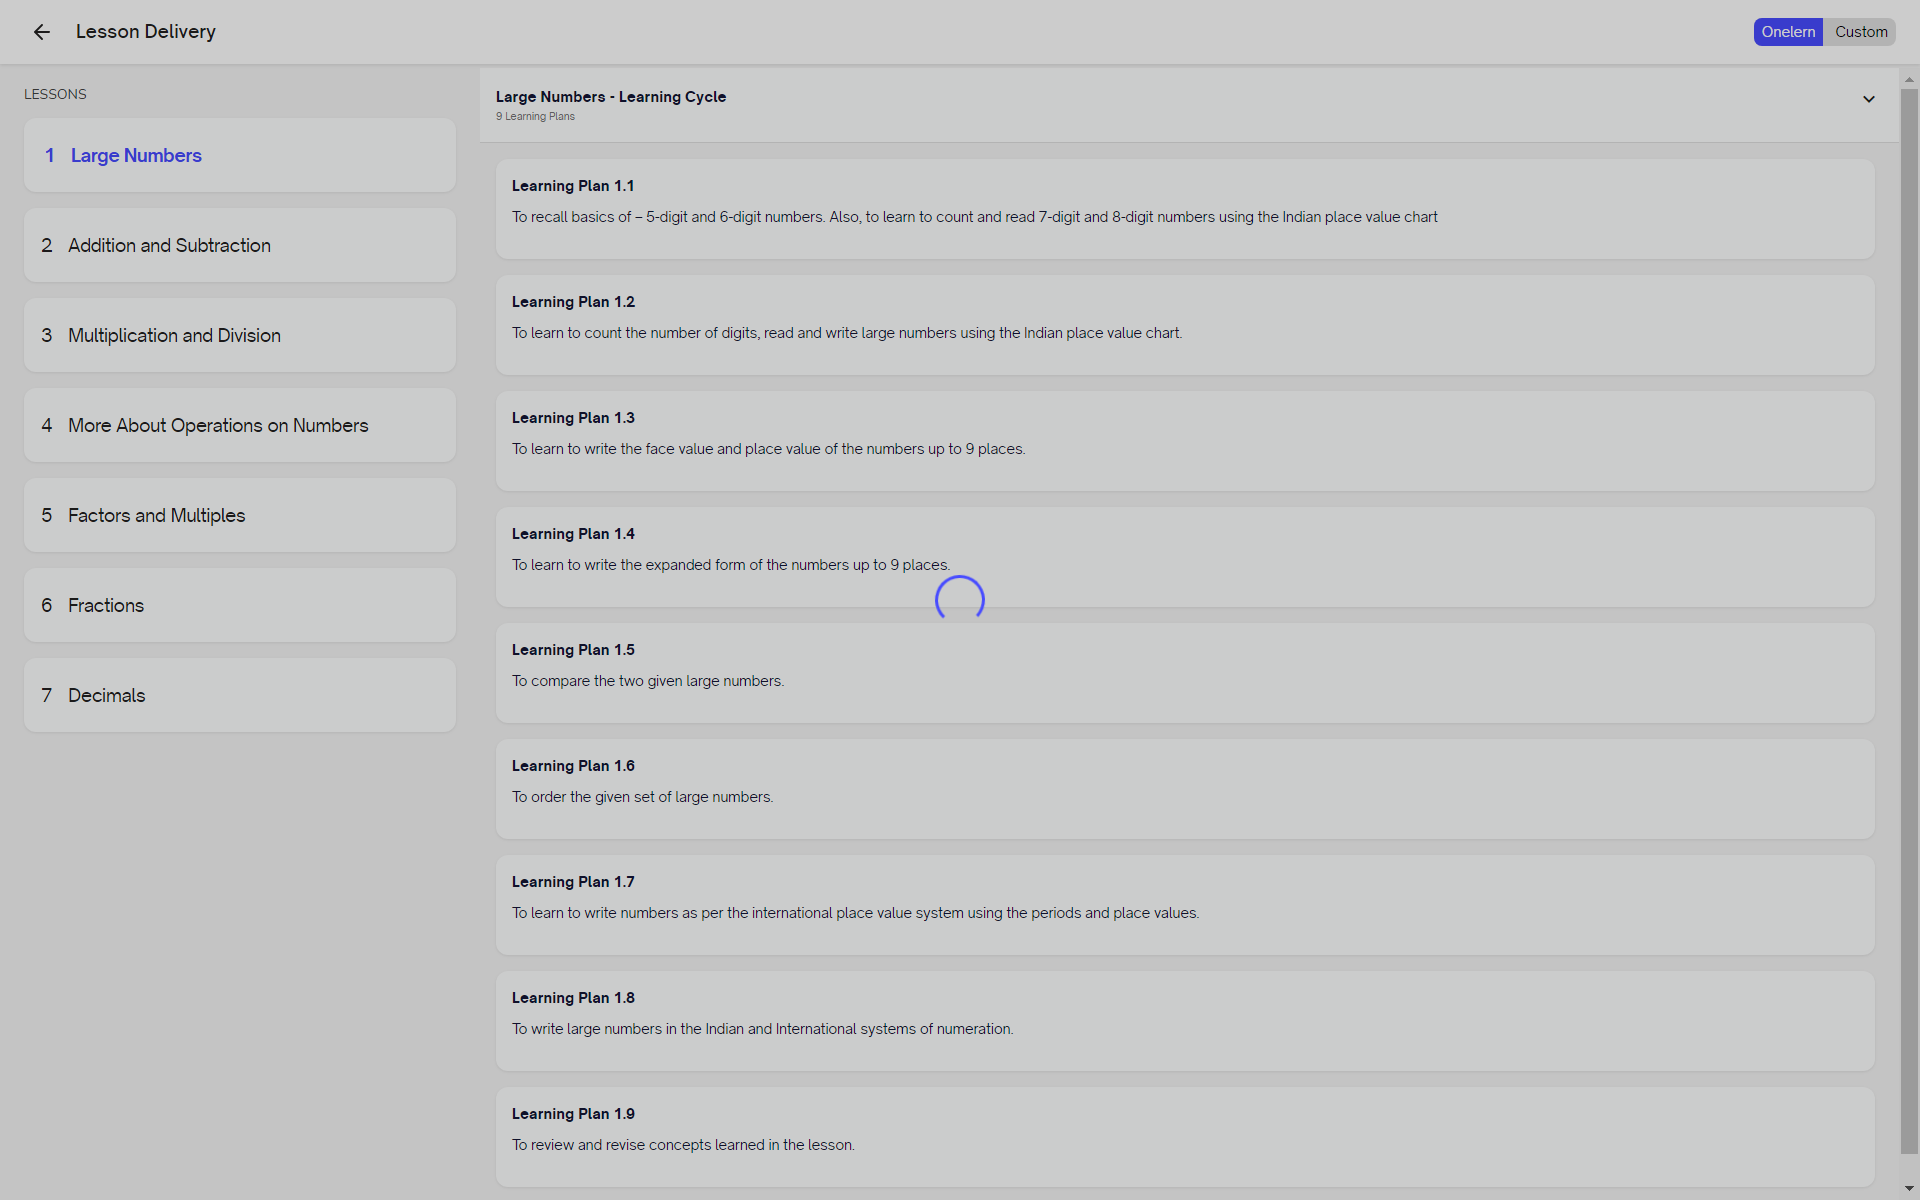 Lesson Delivery
Onelern
Custom
LESSONS
1 Large Numbers
2 Addition and Subtraction
3 Multiplication and Division
4 More About Operations on Numbers
5 Factors and Multiples
6 Fractions
7 Decimals
Large Numbers - Learning Cycle
9 Learning Plans
Learning Plan 1.1
To recall basics of – 5-digit and 6-digit numbers. Also, to learn to count and read 7-digit and 8-digit numbers using the Indian place value chart
Learning Plan 1.2
To learn to count the number of digits, read and write large numbers using the Indian place value chart.
Learning Plan 1.3
To learn to write the face value and place value of the numbers up to 9 places.
Learning Plan 1.4
To learn to write the expanded form of the numbers up to 9 places.
Learning Plan 1.5
To compare the two given large numbers.
Learning Plan 1.6
To order the given set of large numbers.
Learning Plan 1.7
To learn to write numbers as per the international place value system using the periods and place values.
Learning Plan 1.8
To write large numbers in the Indian and International systems of numeration.
Learning Plan 1.9
To review and revise concepts learned in the lesson.